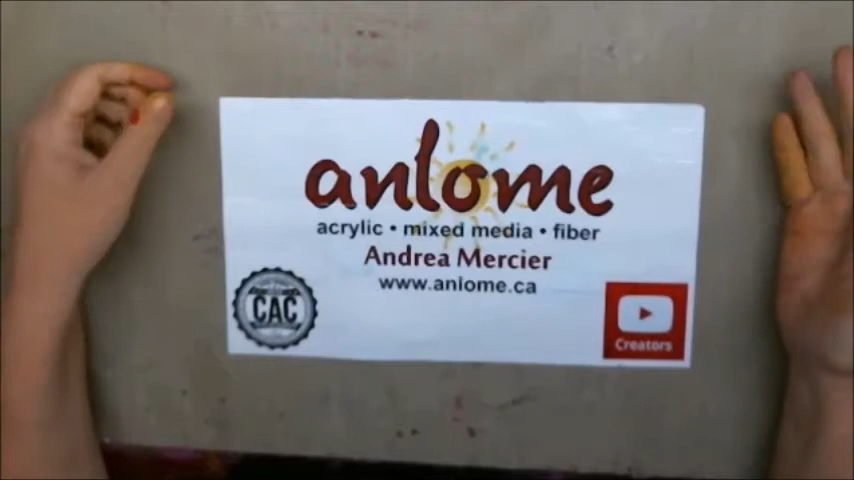 anlome
acrylic • mixed media • fiber
Andrea Mercier
www.anlome.ca
CAC
Creators